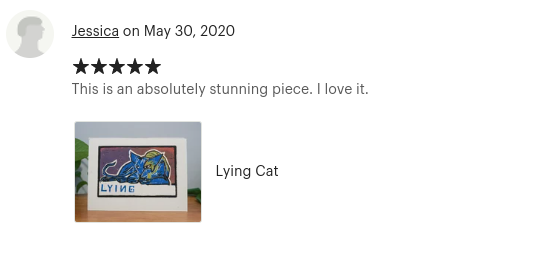 Jessica on May 30, 2020
This is an absolutely stunning piece. I love it.
LYING
Lying Cat